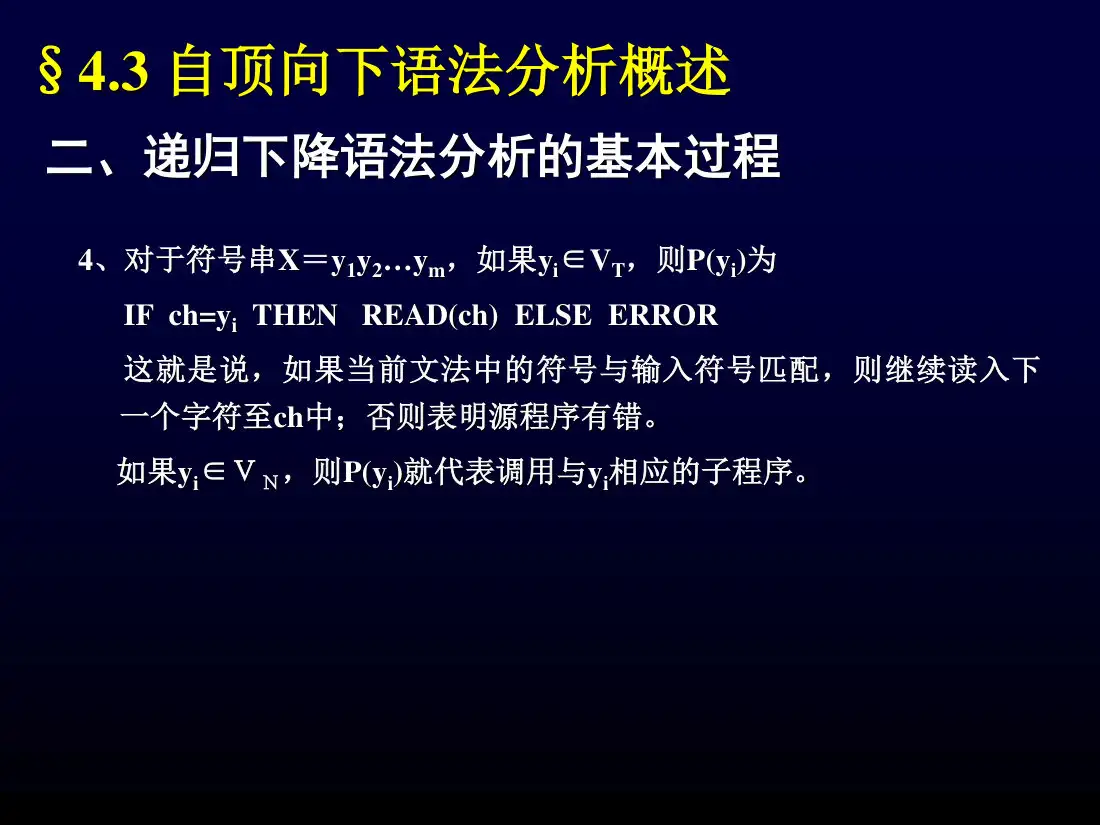 §4.3 自顶向下语法分析概述
二、递归下降语法分析的基本过程
4、对于符号串X＝y1y2…ym，如果yi∈VT，则P(yi)为
IF ch=yi THEN READ(ch) ELSE ERROR
这就是说，如果当前文法中的符号与输入符号匹配，则继续读入下
一个字符至ch中；否则表明源程序有错。
如果yi∈ＶＮ，则P(yi)就代表调用与yi相应的子程序。